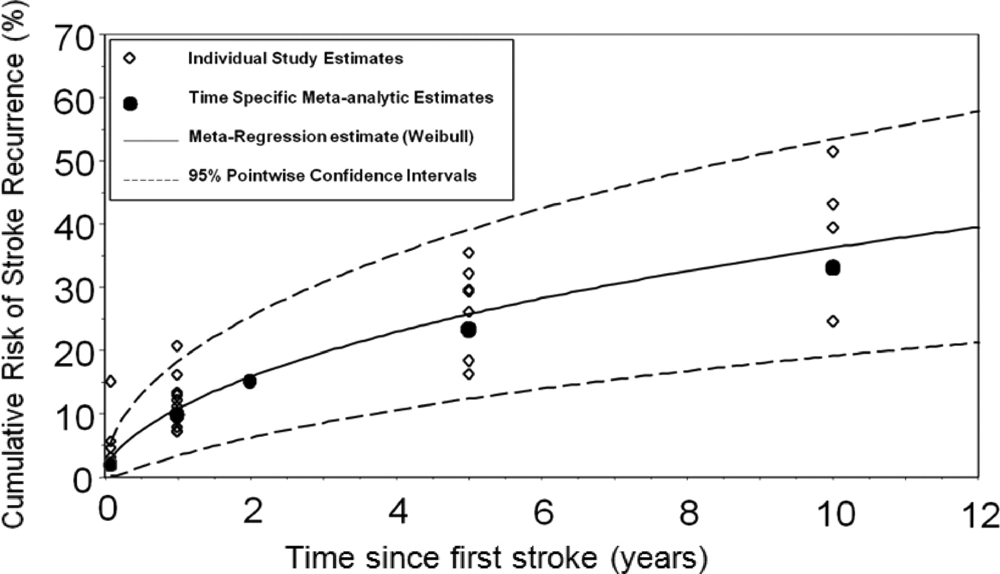 Cumulative Risk of Stroke Recurrence (%)
70
60
50
40
30
20
10
0
Individual Study Estimates
Time Specific Meta-analytic Estimates
Meta-Regression estimate (Weibull)
95% Pointwise Confidence Intervals
0 2 4 6 8 10 12
Time since first stroke (years)